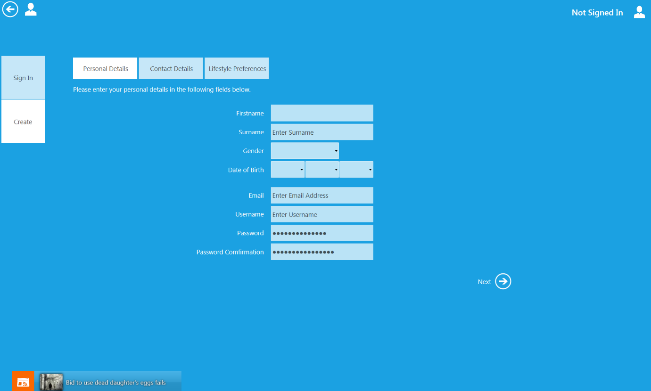 Not Signed In
Sign In
Create
Personal Details
Contact Details
Lifestyle Preferences
Please enter your personal details in the following fields below.
Firstname
Surname
Enter Surname
Gender
Date of Birth
Email
Enter Email Address
Username
Enter Username
Password
••••••••••••••
Password Comfirmation
••••••••••••••••
Next
Bid to use dead daughter's eggs fails